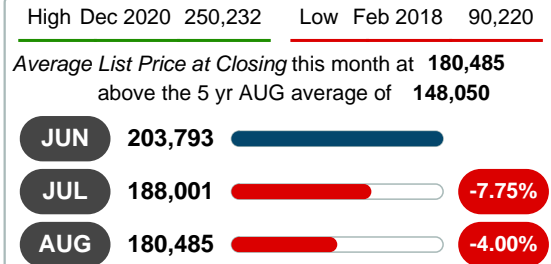 High Dec 2020 250,232 Low Feb 2018 90,220
Average List Price at Closing this month at 180,485
above the 5 yr AUG average of 148,050
JUN 203,793
JUL 188,001 -7.75%
AUG 180,485 -4.00%